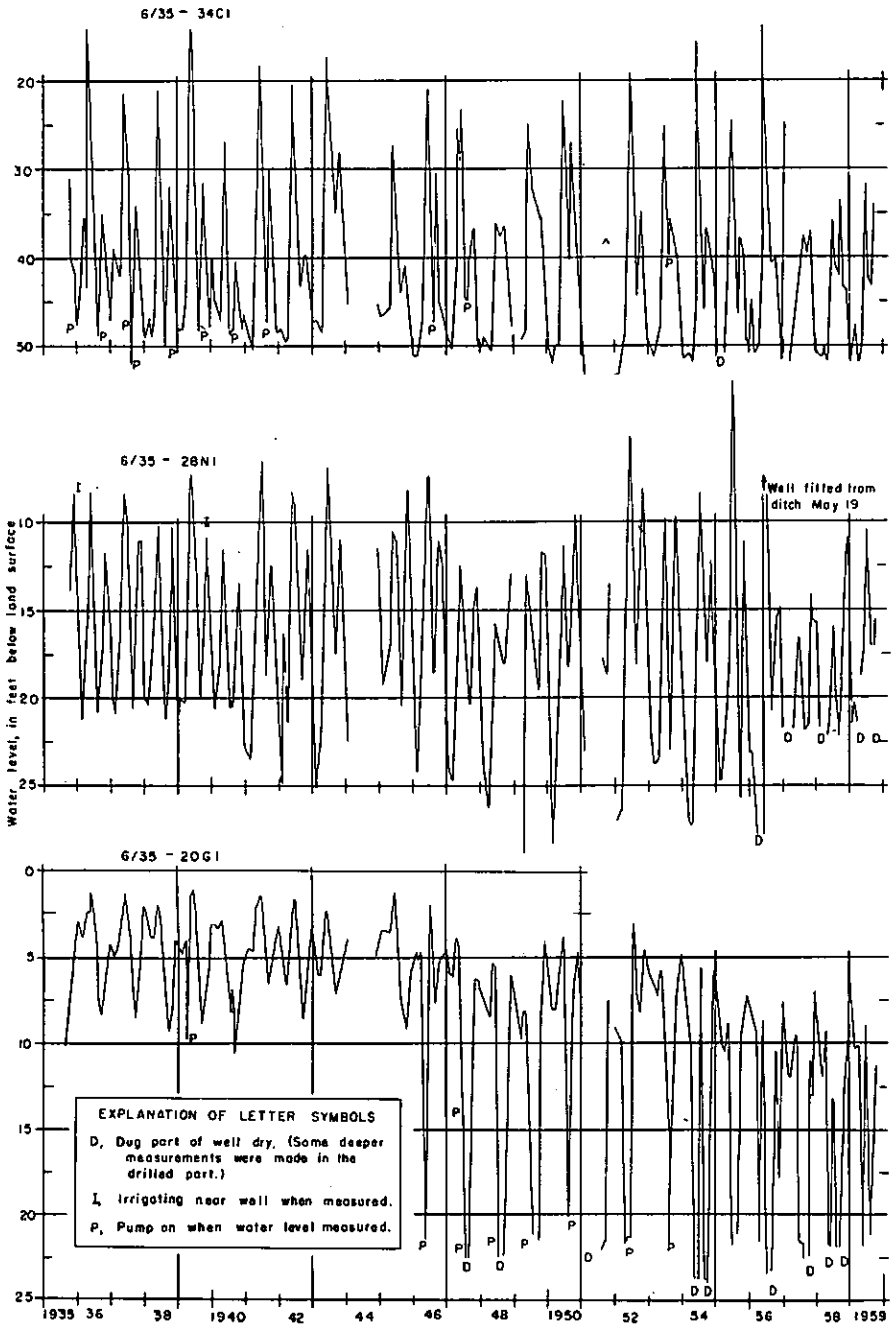 6/35 - 34C1
20
30
40
50
P
P
P
P
P
P
P
P
P
P
P
D
6/35 - 28N1
I
I
Well filled from
ditch May 19
10
15
20
25
D
D
D
D
D
Water level, in feet below land surface
6/35 - 20G1
0
5
10
15
20
25
P
P
P
P
P
P
P
P
P
D
D
D
D
D
D
D
D
D
EXPLANATION OF LETTER SYMBOLS
D, Dug part of well dry. (Some deeper
measurements were made in the
drilled part.)
I, Irrigating near well when measured.
P, Pump on when water level measured.
1935 36 38 1940 42 44 46 48 1950 52 54 56 58 1959